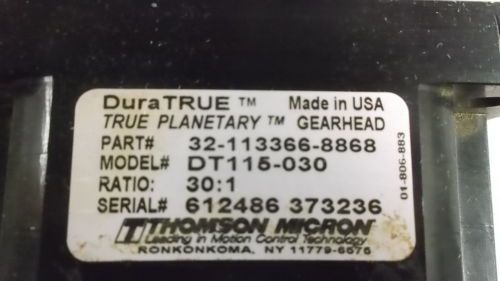 DuraTRUE ™ Made in USA
TRUE PLANETARY ™ GEARHEAD
PART# 32-113366-8868
MODEL# DT115-030
RATIO: 30:1
SERIAL# 612486 373236
THOMSON MICRON
Leading in Motion Control Technology
RONKONKOMA, NY 11779-6675
01-806-883